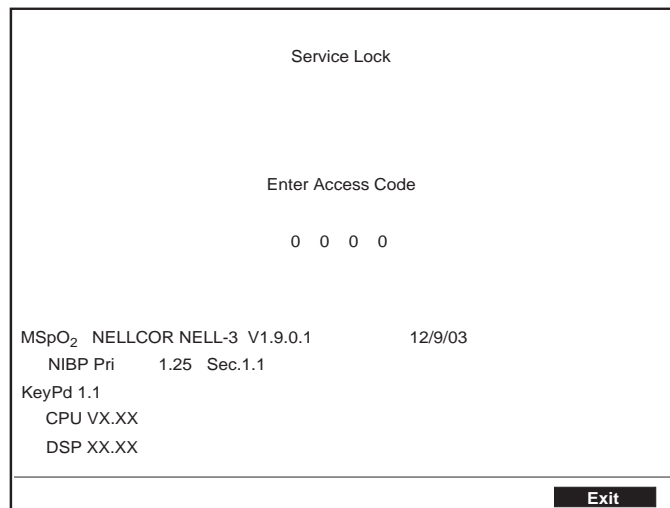 Service Lock
Enter Access Code
0 0 0 0
MSpO₂ NELLCOR NELL-3 V1.9.0.1 12/9/03
NIBP Pri 1.25 Sec.1.1
KeyPd 1.1
CPU VX.XX
DSP XX.XX
Exit